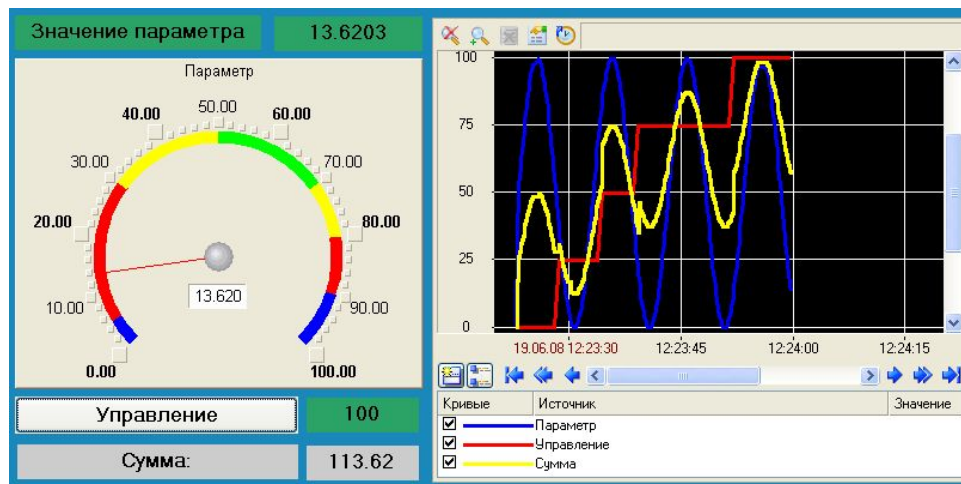 Значение параметра 13.6203
Параметр
50.00
40.00 60.00
30.00 70.00
20.00 80.00
13.620
10.00 90.00
0.00 100.00
Управление 100
Сумма: 113.62
100
75
50
25
0
19.06.08 12:23:30 12:23:45 12:24:00 12:24:15
Кривые Источник Значение
Параметр
Управление
Сумма